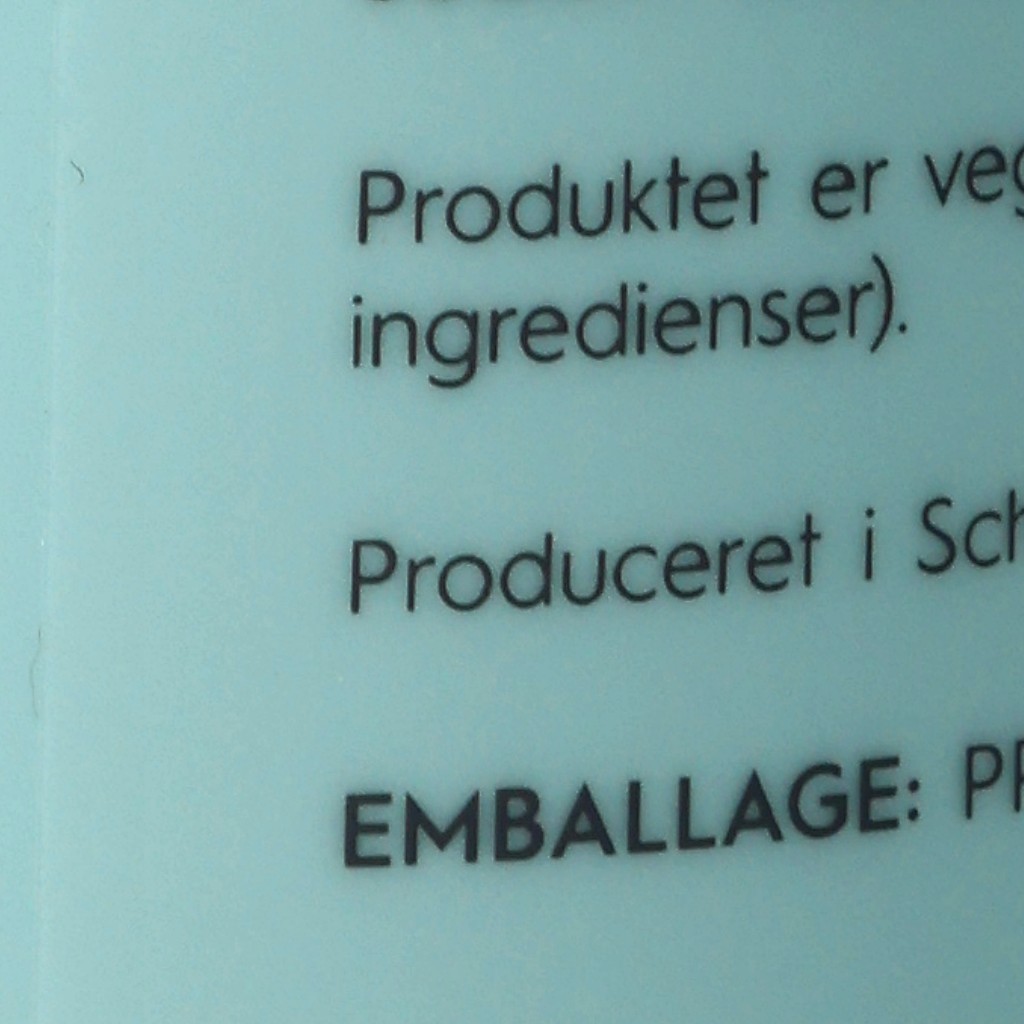 Produktet er
ingredienser).
Produceret i
EMBALLAGE: